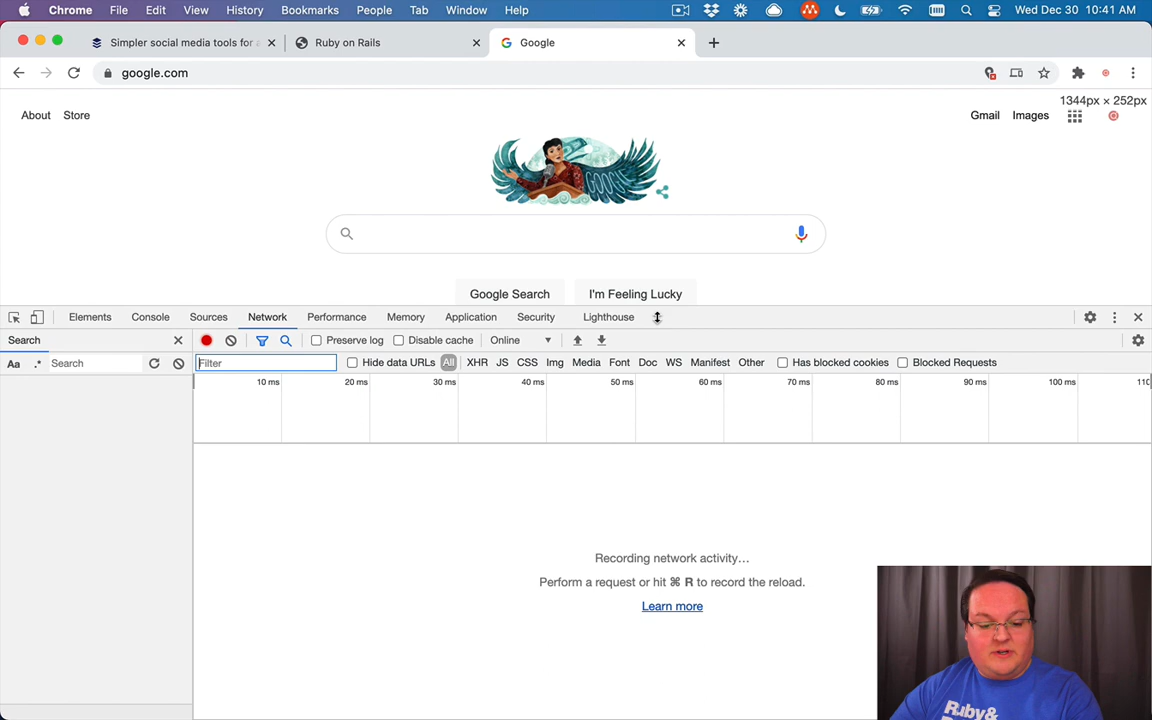 Chrome File Edit View History Bookmarks People Tab Window Help Wed Dec 30 10:41 AM
Simpler social media tools for Ruby on Rails Google
google.com
1344px × 252px
About Store Gmail Images
GOOGLE
Google Search I'm Feeling Lucky
Elements Console Sources Network Performance Memory Application Security Lighthouse
Search Preserve log Disable cache Online
Aa .* Search Filter Hide data URLs All XHR JS CSS Img Media Font Doc WS Manifest Other Has blocked cookies Blocked Requests
10 ms 20 ms 30 ms 40 ms 50 ms 60 ms 70 ms 80 ms 90 ms 100 ms 110
Recording network activity…
Perform a request or hit ⌘ R to record the reload.
Learn more
Ruby&